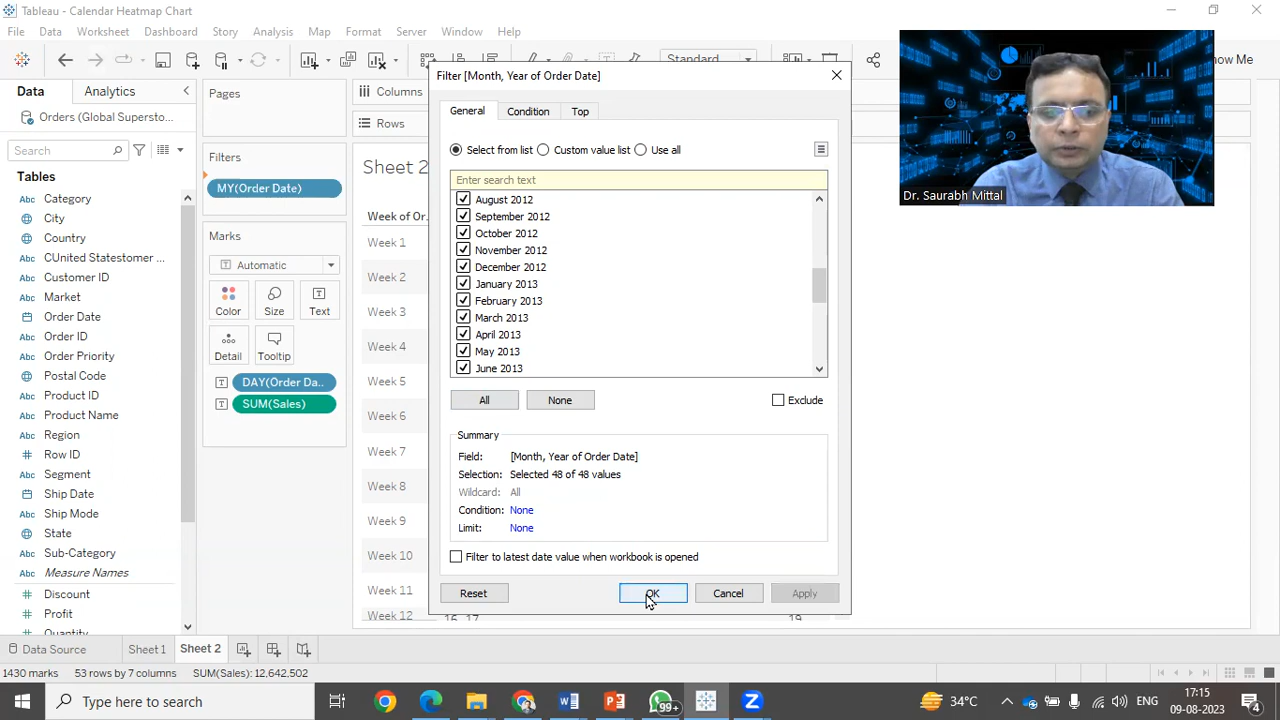 Tableau - Calendar Heatmap Chart
File Data Worksheet Dashboard Story Analysis Map Format Server Window Help
Standard
how Me
Data Analytics
Orders (Global Supersto...
Search
Tables
Category
City
Country
CUnited Statestomer ...
Customer ID
Market
Order Date
Order ID
Order Priority
Postal Code
Product ID
Product Name
Region
Row ID
Segment
Ship Date
Ship Mode
State
Sub-Category
Measure Names
Discount
Profit
Quantity
Pages
Filters
MY(Order Date)
Marks
Automatic
Color Size Text
Detail Tooltip
DAY(Order Da..
SUM(Sales)
Columns
Rows
Sheet 2
Week of Or..
Week 1
Week 2
Week 3
Week 4
Week 5
Week 6
Week 7
Week 8
Week 9
Week 10
Week 11
Week 12 16, 17 19
Filter [Month, Year of Order Date]
General Condition Top
Select from list Custom value list Use all
Enter search text
August 2012
September 2012
October 2012
November 2012
December 2012
January 2013
February 2013
March 2013
April 2013
May 2013
June 2013
All None Exclude
Summary
Field: [Month, Year of Order Date]
Selection: Selected 48 of 48 values
Wildcard: All
Condition: None
Limit: None
Filter to latest date value when workbook is opened
Reset OK Cancel Apply
Dr. Saurabh Mittal
Data Source Sheet 1 Sheet 2
1430 marks 53 rows by 7 columns SUM(Sales): 12,642,502
Type here to search
99+
34°C
ENG
17:15
09-08-2023
4